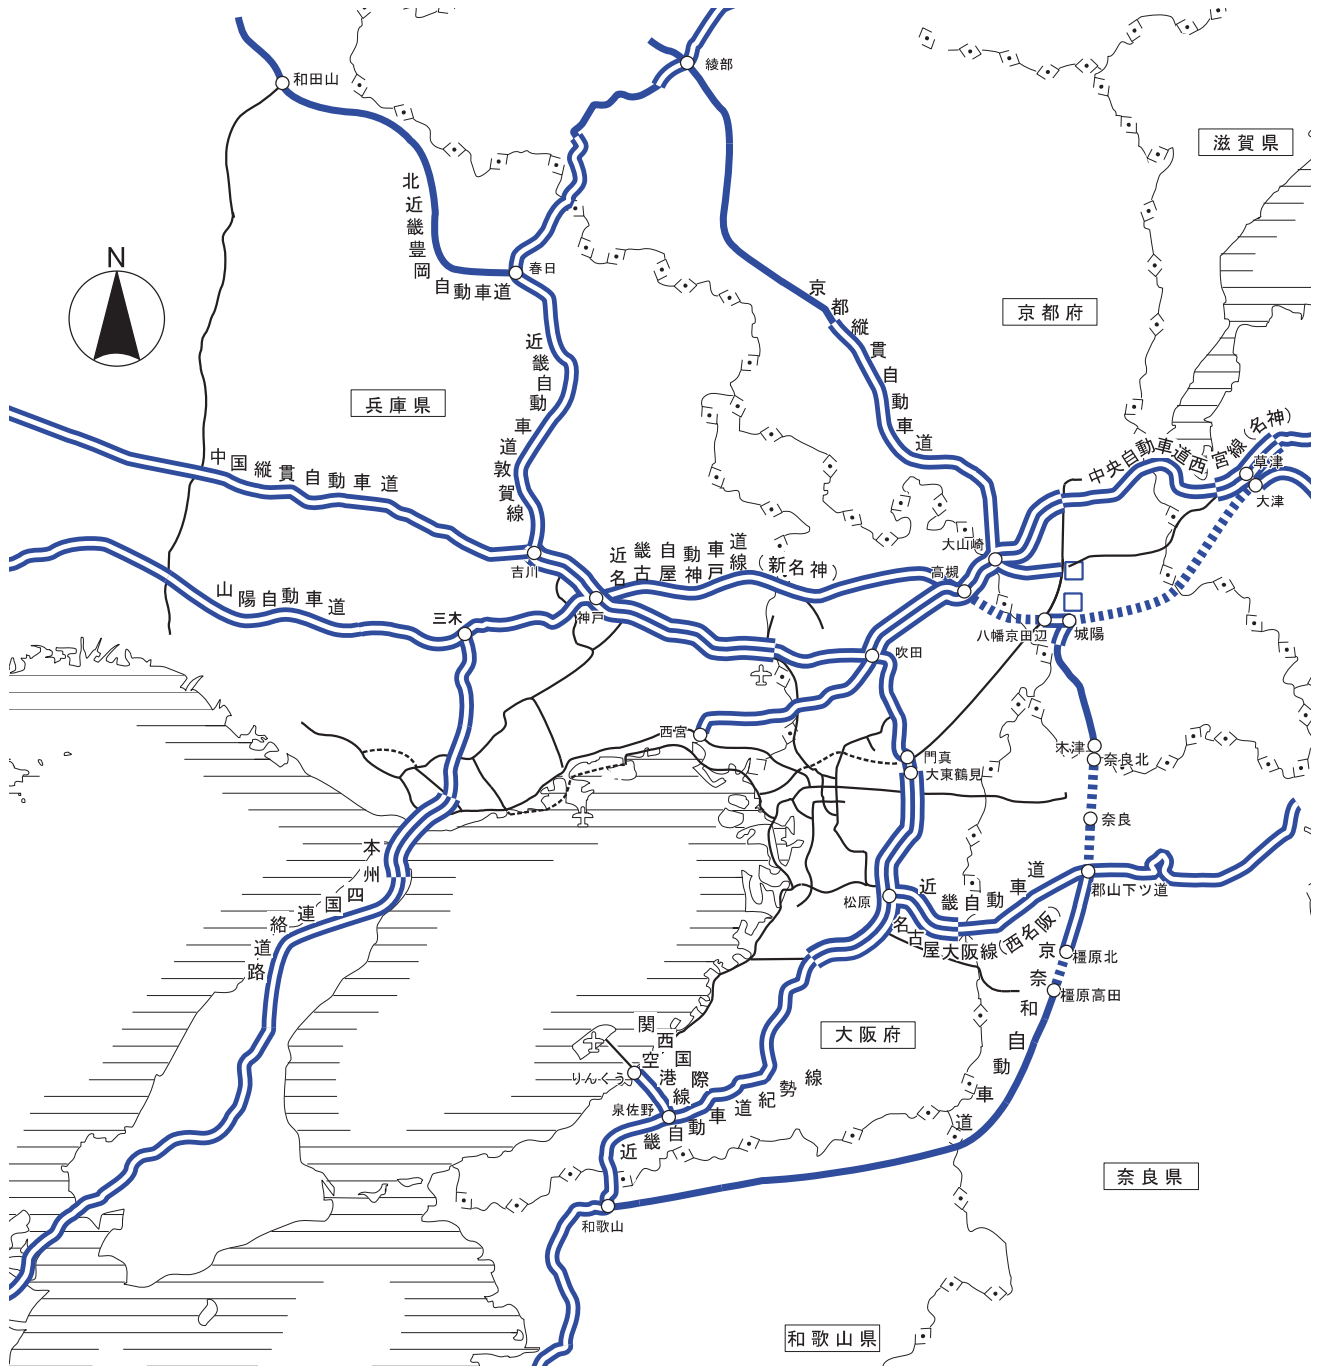 綾部
和田山
滋賀県
北近畿豊岡自動車道
N
春日
京都府
京都縦貫自動車道
近畿自動車道敦賀線
兵庫県
中央自動車道西宮線(名神)
草津
大津
中国縦貫自動車道
近畿自動車道
名古屋神戸線(新名神)
大山崎
吉川
高槻
山陽自動車道
三木
神戸
八幡京田辺
城陽
吹田
西宮
木津
奈良北
門真
大東鶴見
奈良
本州四国連絡道路
松原
近畿自動車道
名古屋大阪線(西名阪)
郡山下ツ道
橿原北
橿原高田
京奈和自動車道
大阪府
関西国際
空港線
りんくう
泉佐野
近畿自動車道紀勢線
奈良県
和歌山
和歌山県